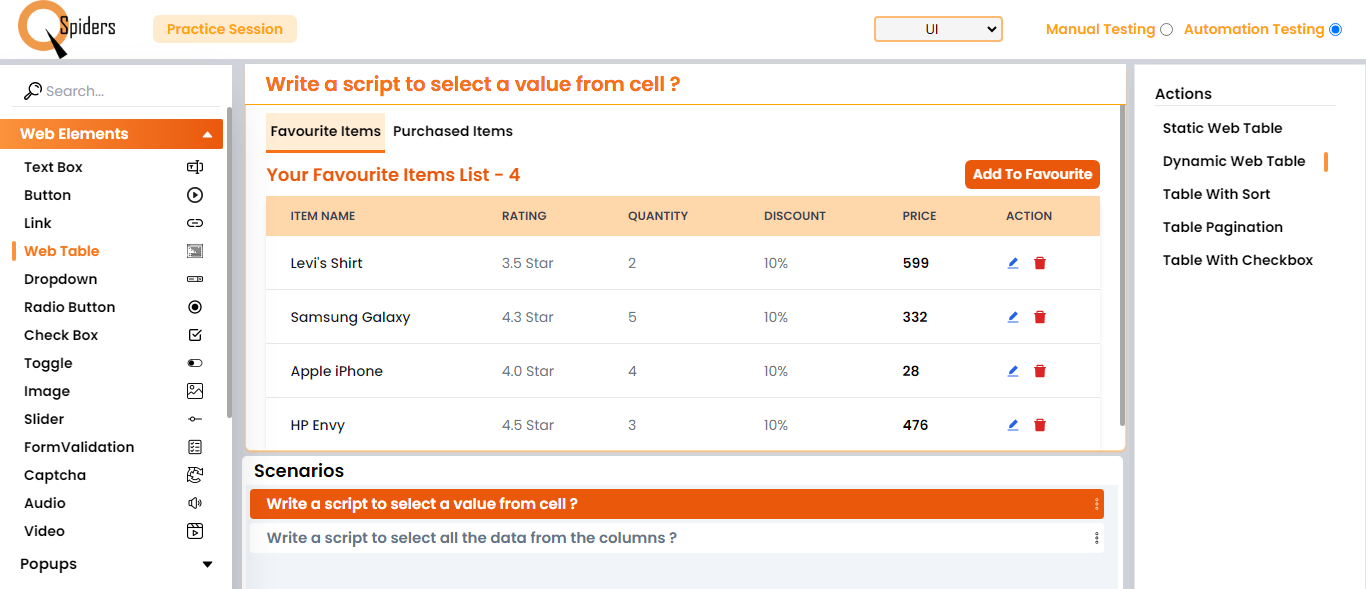 Spiders
Practice Session
UI
Manual Testing
Automation Testing
Search...
Web Elements
Text Box
Button
Link
Web Table
Dropdown
Radio Button
Check Box
Toggle
Image
Slider
FormValidation
Captcha
Audio
Video
Popups
Write a script to select a value from cell ?
Favourite Items Purchased Items
Your Favourite Items List - 4 Add To Favourite
ITEM NAME RATING QUANTITY DISCOUNT PRICE ACTION
Levi's Shirt 3.5 Star 2 10% 599
Samsung Galaxy 4.3 Star 5 10% 332
Apple iPhone 4.0 Star 4 10% 28
HP Envy 4.5 Star 3 10% 476
Scenarios
Write a script to select a value from cell ?
Write a script to select all the data from the columns ?
Actions
Static Web Table
Dynamic Web Table
Table With Sort
Table Pagination
Table With Checkbox